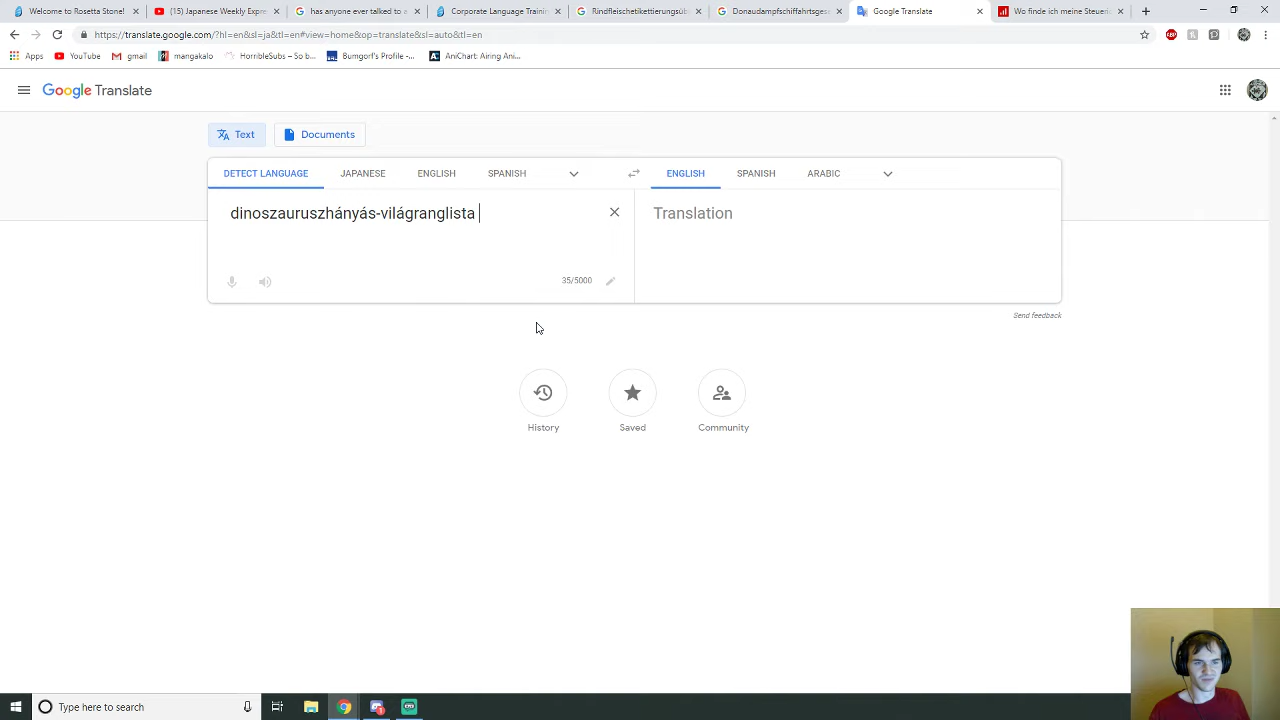 Welcome to Rosetta Stone!
(15) Japanese Weekly Expre
has anyone ever talked to a
Corporate Language Trainin
Rindfleischetikettierungsüb
Donaudampfschiffahrtsgese
Google Translate
Wo finde ich meine Steueri
https://translate.google.com/?hl=en&sl=ja&tl=en#view=home&op=translate&sl=auto&tl=en
ABP
Apps
YouTube
gmail
mangakalo
HorribleSubs – So b...
Bumgorf's Profile -...
AniChart: Airing Ani...
Google Translate
Text
Documents
DETECT LANGUAGE JAPANESE ENGLISH SPANISH
ENGLISH SPANISH ARABIC
dinoszauruszhányás-világranglista
Translation
35/5000
Send feedback
History
Saved
Community
Type here to search